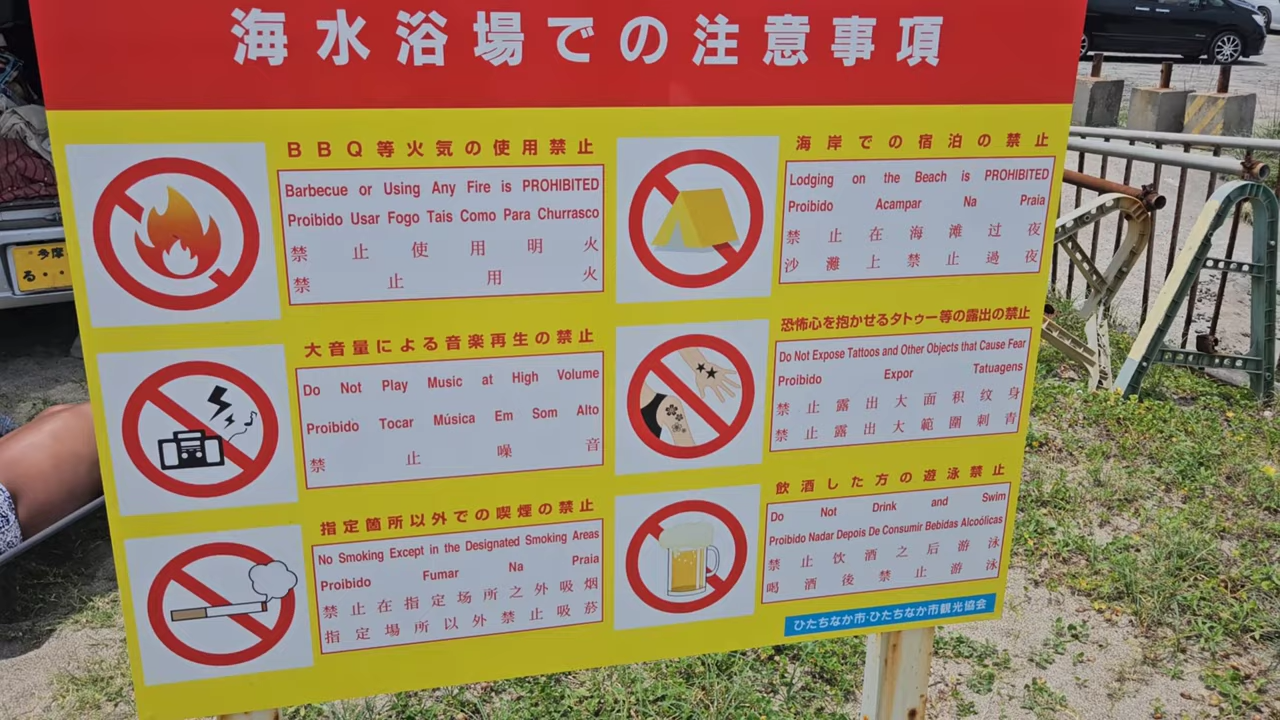 海水浴場での注意事項
BBQ等火気の使用禁止
Barbecue or Using Any Fire is PROHIBITED
Proibido Usar Fogo Tais Como Para Churrasco
禁止使用明火
禁止用火
大音量による音楽再生の禁止
Do Not Play Music at High Volume
Proibido Tocar Música Em Som Alto
禁止噪音
指定箇所以外での喫煙の禁止
No Smoking Except in the Designated Smoking Areas
Proibido Fumar Na Praia
禁止在指定场所之外吸烟
指定場所以外禁止吸菸
海岸での宿泊の禁止
Lodging on the Beach is PROHIBITED
Proibido Acampar Na Praia
禁止在海滩过夜
沙灘上禁止過夜
恐怖心を抱かせるタトゥー等の露出の禁止
Do Not Expose Tattoos and Other Objects that Cause Fear
Proibido Expor Tatuagens
禁止露出大面积纹身
禁止露出大範圍刺青
飲酒した方の遊泳禁止
Do Not Drink and Swim
Proibido Nadar Depois De Consumir Bebidas Alcoólicas
禁止饮酒之后游泳
喝酒後禁止游泳
ひたちなか市・ひたちなか市観光協会
多摩
る・・